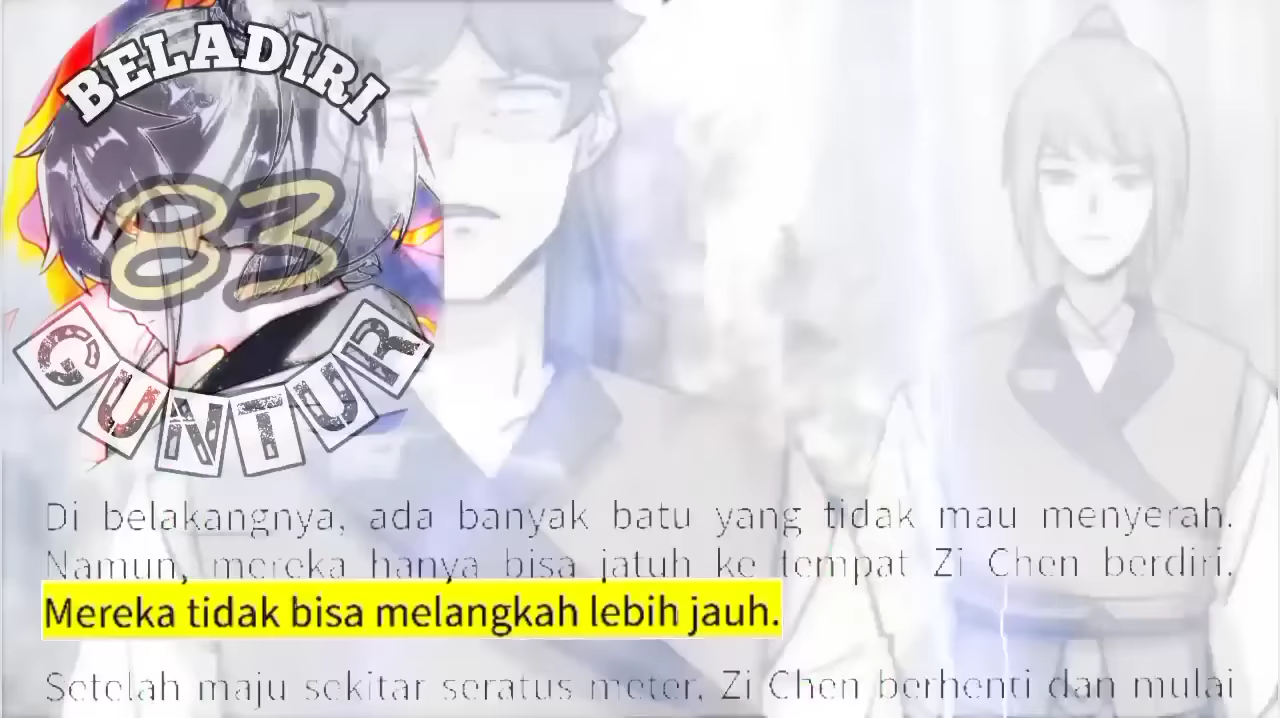 BELADIRI
83
GUNTUR
Di belakangnya, ada banyak batu yang tidak mau menyerah.
Namun, mereka hanya bisa jatuh ke tempat Zi Chen berdiri.
Mereka tidak bisa melangkah lebih jauh.
Setelah maju sekitar seratus meter, Zi Chen berhenti dan mulai